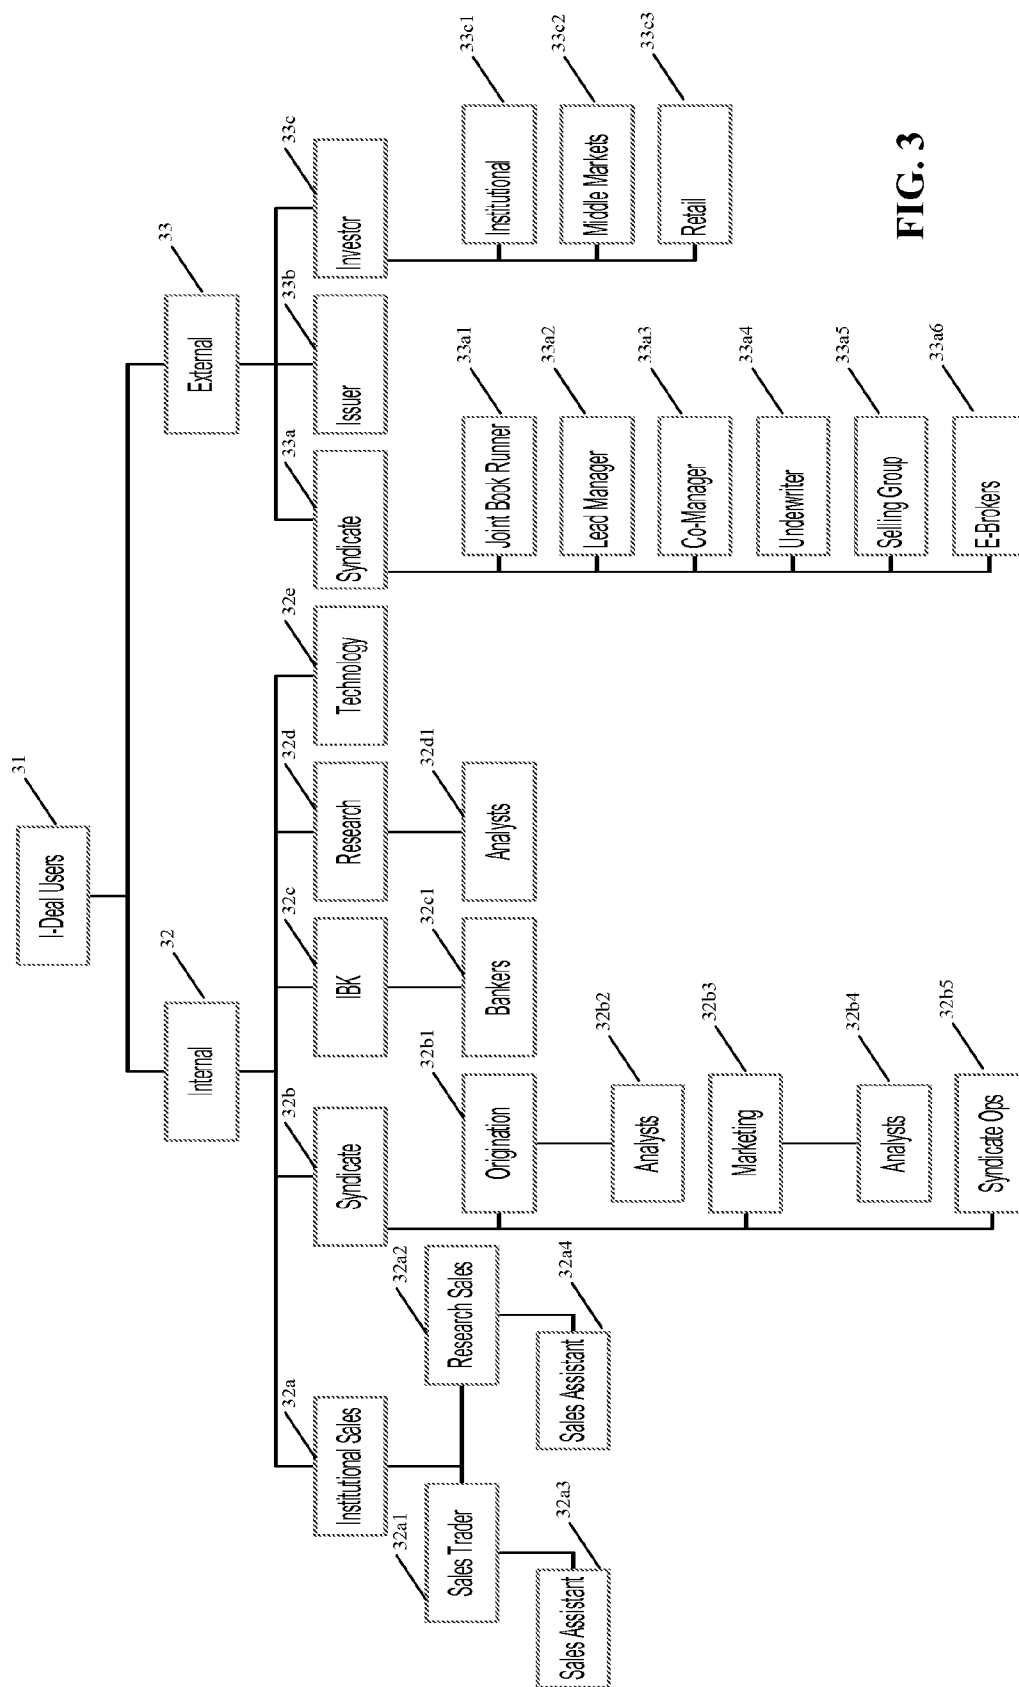 31
I-Deal Users
32
Internal
33
External
32a
Institutional Sales
32b
Syndicate
32c
IBK
32d
Research
32e
Technology
33a
Syndicate
33b
Issuer
33c
Investor
32a1
Sales Trader
32a2
Research Sales
32a3
Sales Assistant
32a4
Sales Assistant
32b1
Origination
32b2
Analysts
32b3
Marketing
32b4
Analysts
32b5
Syndicate Ops
32c1
Bankers
32d1
Analysts
33a1
Joint Book Runner
33a2
Lead Manager
33a3
Co-Manager
33a4
Underwriter
33a5
Selling Group
33a6
E-Brokers
33c1
Institutional
33c2
Middle Markets
33c3
Retail
FIG. 3